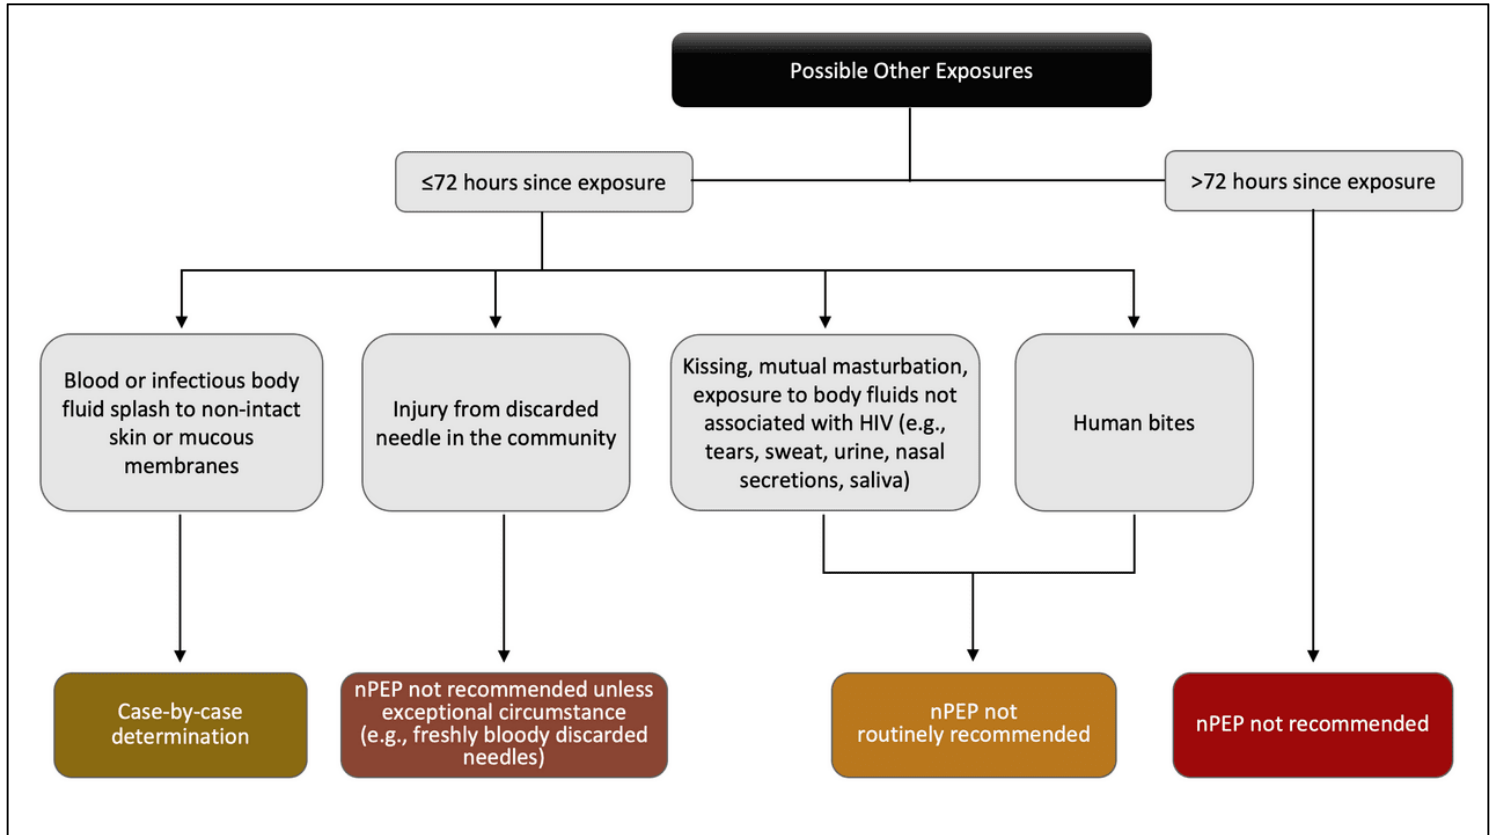 Possible Other Exposures
≤72 hours since exposure
>72 hours since exposure
Blood or infectious body
fluid splash to non-intact
skin or mucous
membranes
Injury from discarded
needle in the community
Kissing, mutual masturbation,
exposure to body fluids not
associated with HIV (e.g.,
tears, sweat, urine, nasal
secretions, saliva)
Human bites
Case-by-case
determination
nPEP not recommended unless
exceptional circumstance
(e.g., freshly bloody discarded
needles)
nPEP not
routinely recommended
nPEP not recommended